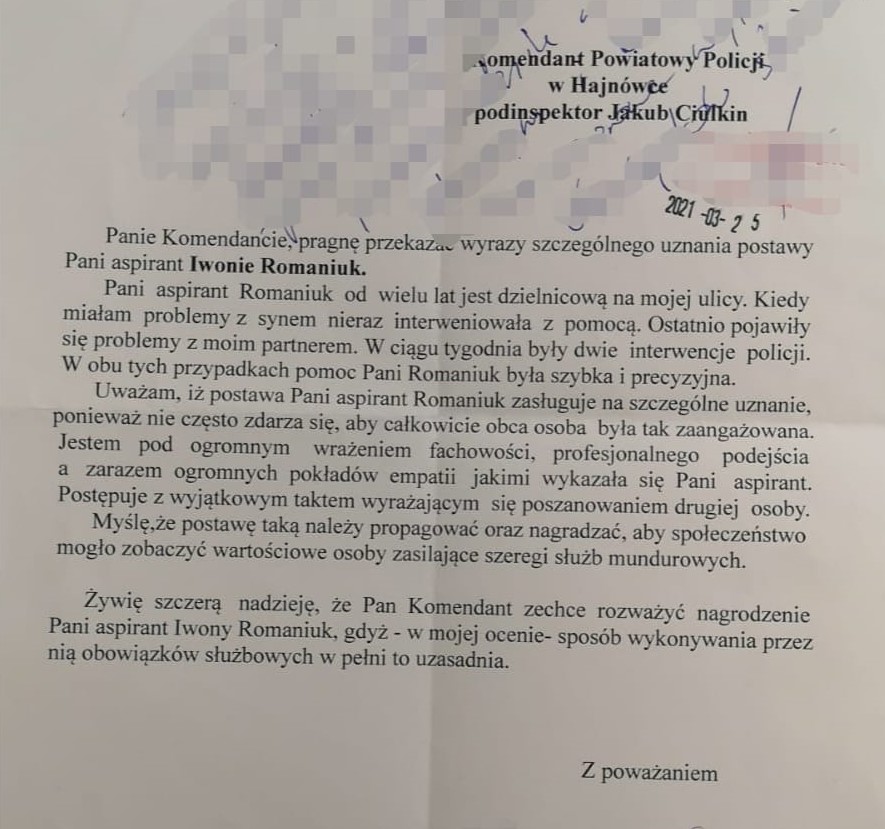 Komendant Powiatowy Policji
w Hajnówce
podinspektor Jakub Ciulkin
2021-03-25
Panie Komendancie, pragnę przekazać wyrazy szczególnego uznania postawy
Pani aspirant Iwonie Romaniuk.
Pani aspirant Romaniuk od wielu lat jest dzielnicową na mojej ulicy. Kiedy
miałam problemy z synem nieraz interweniowała z pomocą. Ostatnio pojawiły
się problemy z moim partnerem. W ciągu tygodnia były dwie interwencje policji.
W obu tych przypadkach pomoc Pani Romaniuk była szybka i precyzyjna.
Uważam, iż postawa Pani aspirant Romaniuk zasługuje na szczególne uznanie,
ponieważ nie często zdarza się, aby całkowicie obca osoba była tak zaangażowana.
Jestem pod ogromnym wrażeniem fachowości, profesjonalnego podejścia
a zarazem ogromnych pokładów empatii jakimi wykazała się Pani aspirant.
Postępuje z wyjątkowym taktem wyrażającym się poszanowaniem drugiej osoby.
Myślę,że postawę taką należy propagować oraz nagradzać, aby społeczeństwo
mogło zobaczyć wartościowe osoby zasilające szeregi służb mundurowych.
Żywię szczerą nadzieję, że Pan Komendant zechce rozważyć nagrodzenie
Pani aspirant Iwony Romaniuk, gdyż - w mojej ocenie- sposób wykonywania przez
nią obowiązków służbowych w pełni to uzasadnia.
Z poważaniem